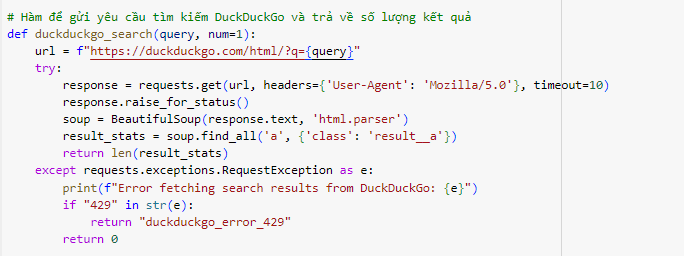 # Hàm để gửi yêu cầu tìm kiếm DuckDuckGo và trả về số lượng kết quả
def duckduckgo_search(query, num=1):
    url = f"https://duckduckgo.com/html/?q={query}"
    try:
        response = requests.get(url, headers={'User-Agent': 'Mozilla/5.0'}, timeout=10)
        response.raise_for_status()
        soup = BeautifulSoup(response.text, 'html.parser')
        result_stats = soup.find_all('a', {'class': 'result__a'})
        return len(result_stats)
    except requests.exceptions.RequestException as e:
        print(f"Error fetching search results from DuckDuckGo: {e}")
        if "429" in str(e):
            return "duckduckgo_error_429"
        return 0